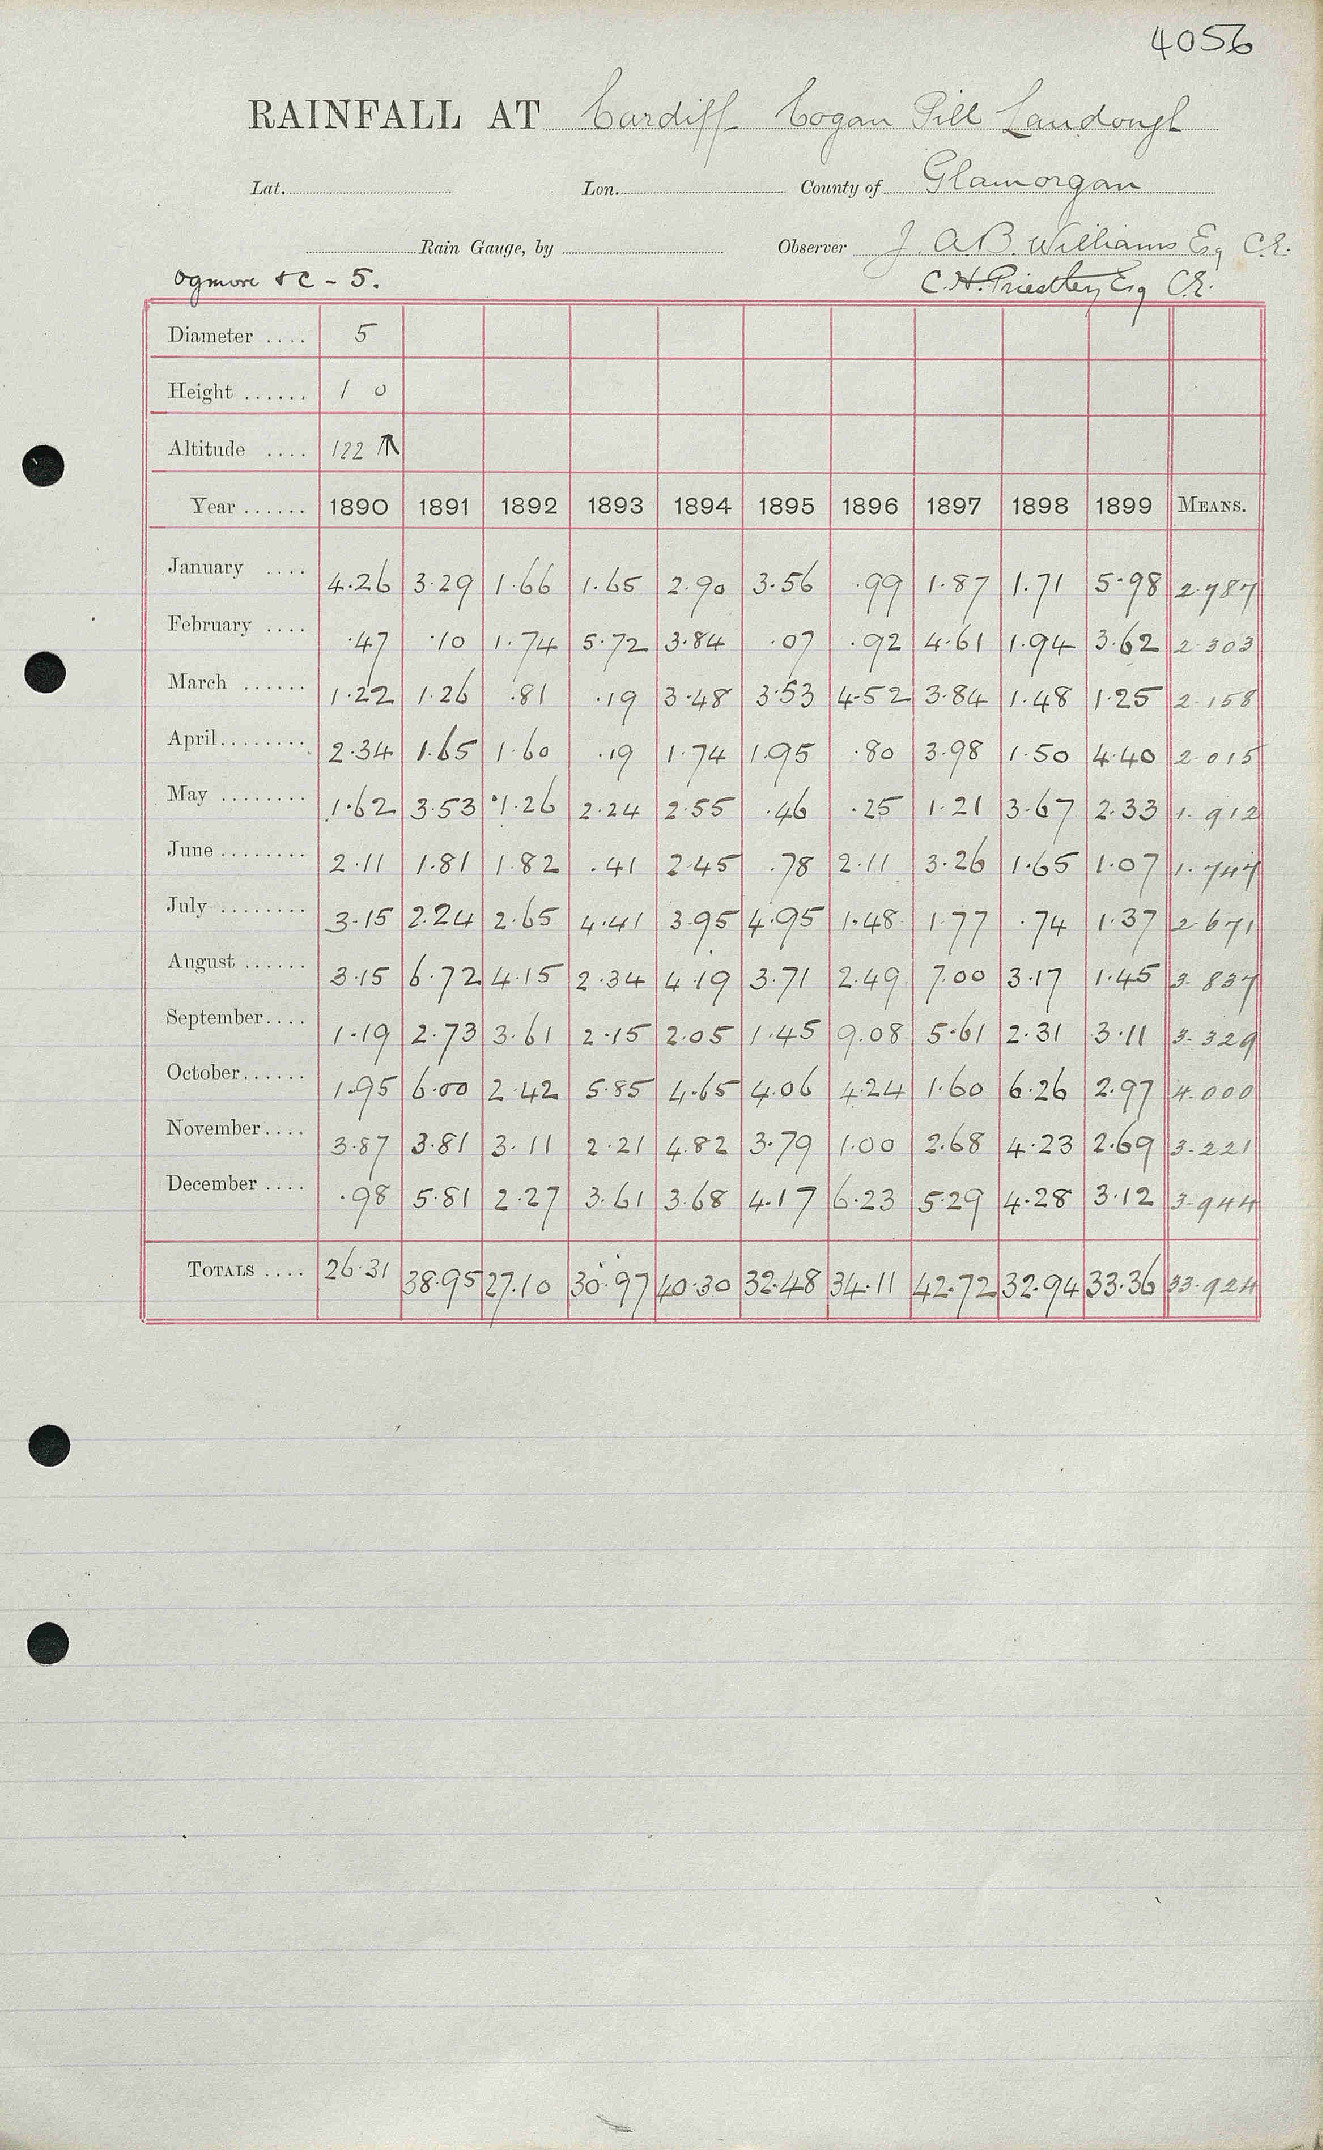 4056
RAINFALL AT Cardiff Cogan Pill Landough
Lat. Lon. County of Glamorgan
Rain Gauge, by Observer J. A. B. Williams Esq C.E.
Ogmore &C - 5. C. H. Priestley Esq C.E.
Diameter .... 5
Height ...... 1 0
Altitude .... 122 ↑
Year ...... 1890 1891 1892 1893 1894 1895 1896 1897 1898 1899 MEANS.
January .... 4.26 3.29 1.66 1.65 2.90 3.56 .99 1.87 1.71 5.98 2.787
February .... .47 .10 1.74 5.72 3.84 .07 .92 4.61 1.94 3.62 2.303
March ...... 1.22 1.26 .81 .19 3.48 3.53 4.52 3.84 1.48 1.25 2.158
April........ 2.34 1.65 1.60 .19 1.74 1.95 .80 3.98 1.50 4.40 2.015
May ........ 1.62 3.53 1.26 2.24 2.55 .46 .25 1.21 3.67 2.33 1.912
June ........ 2.11 1.81 1.82 .41 2.45 .78 2.11 3.26 1.65 1.07 1.747
July ........ 3.15 2.24 2.65 4.41 3.95 4.95 1.48 1.77 .74 1.37 2.671
August ...... 3.15 6.72 4.15 2.34 4.19 3.71 2.49 7.00 3.17 1.45 3.837
September.... 1.19 2.73 3.61 2.15 2.05 1.45 9.08 5.61 2.31 3.11 3.329
October...... 1.95 6.00 2.42 5.85 4.65 4.06 4.24 1.60 6.26 2.97 4.000
November.... 3.87 3.81 3.11 2.21 4.82 3.79 1.00 2.68 4.23 2.69 3.221
December .... .98 5.81 2.27 3.61 3.68 4.17 6.23 5.29 4.28 3.12 3.944
TOTALS .... 26.31 38.95 27.10 30.97 40.30 32.48 34.11 42.72 32.94 33.36 33.924